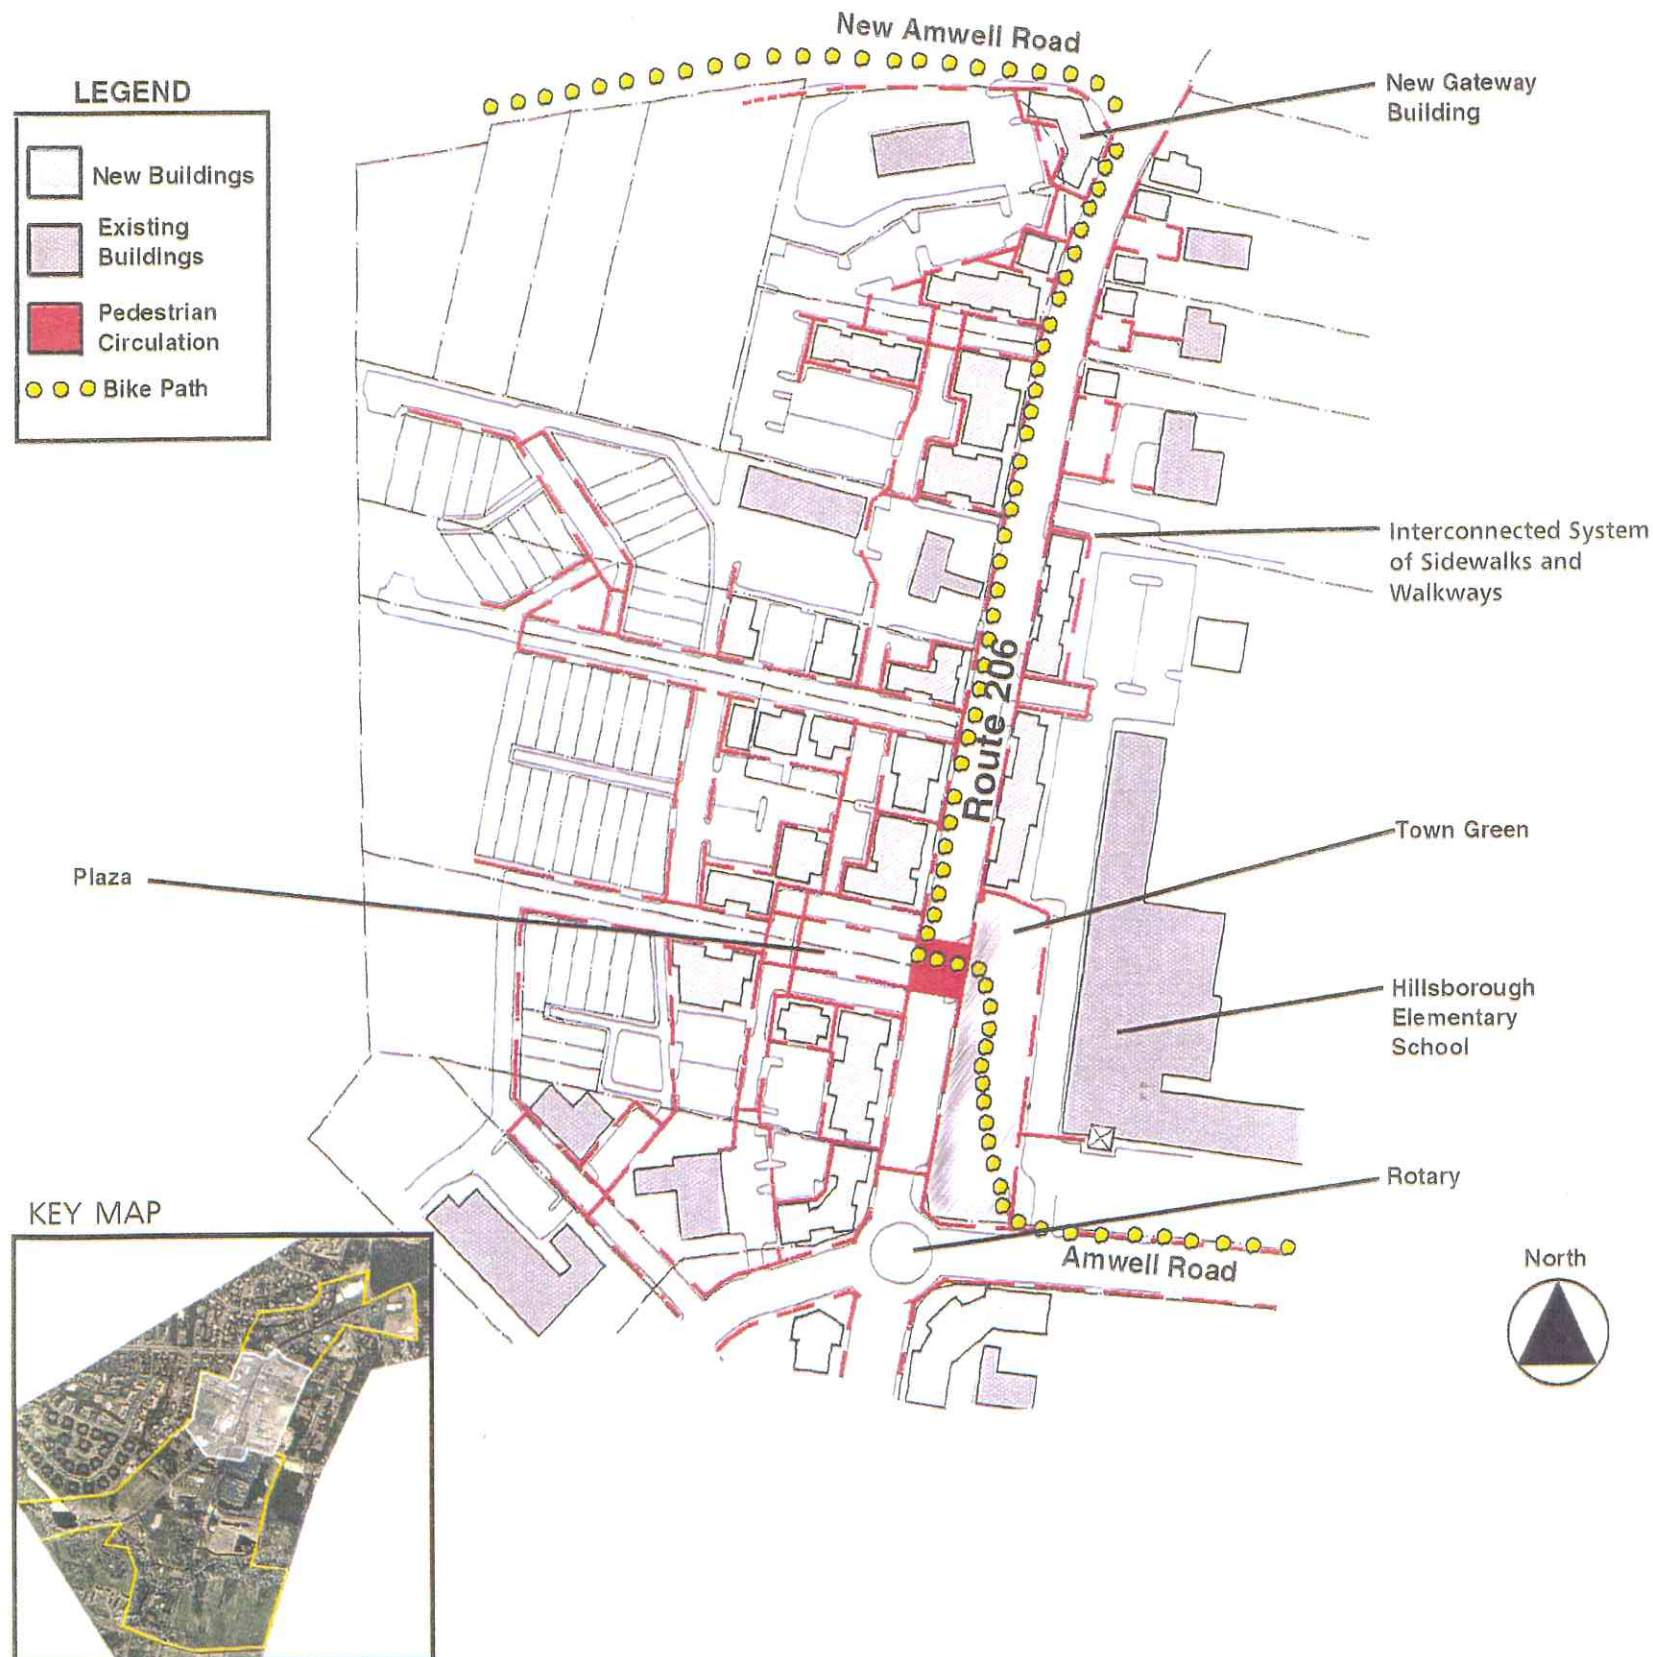 New Amwell Road
LEGEND
New Buildings
Existing
Buildings
Pedestrian
Circulation
Bike Path
New Gateway
Building
Interconnected System
of Sidewalks and
Walkways
Route 206
Town Green
Plaza
Hillsborough
Elementary
School
Rotary
Amwell Road
North
KEY MAP